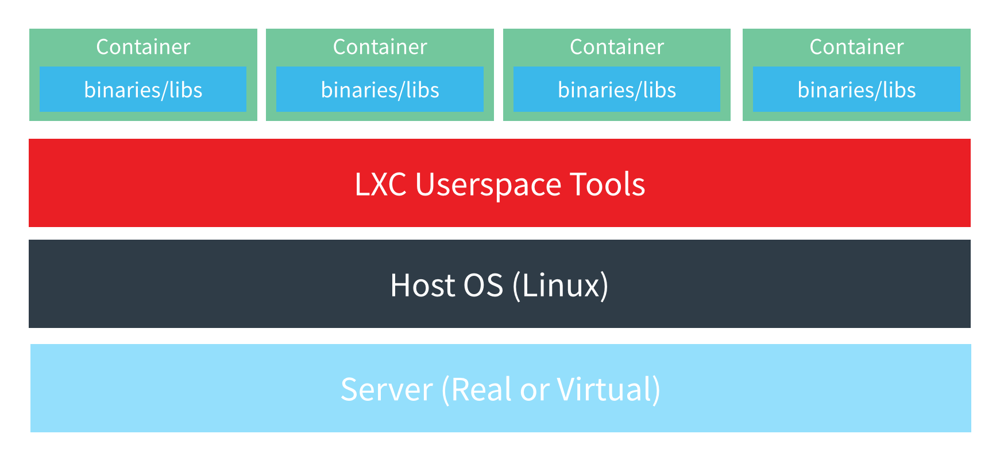 Container
Container
Container
Container
binaries/libs
binaries/libs
binaries/libs
binaries/libs
LXC Userspace Tools
Host OS (Linux)
Server (Real or Virtual)